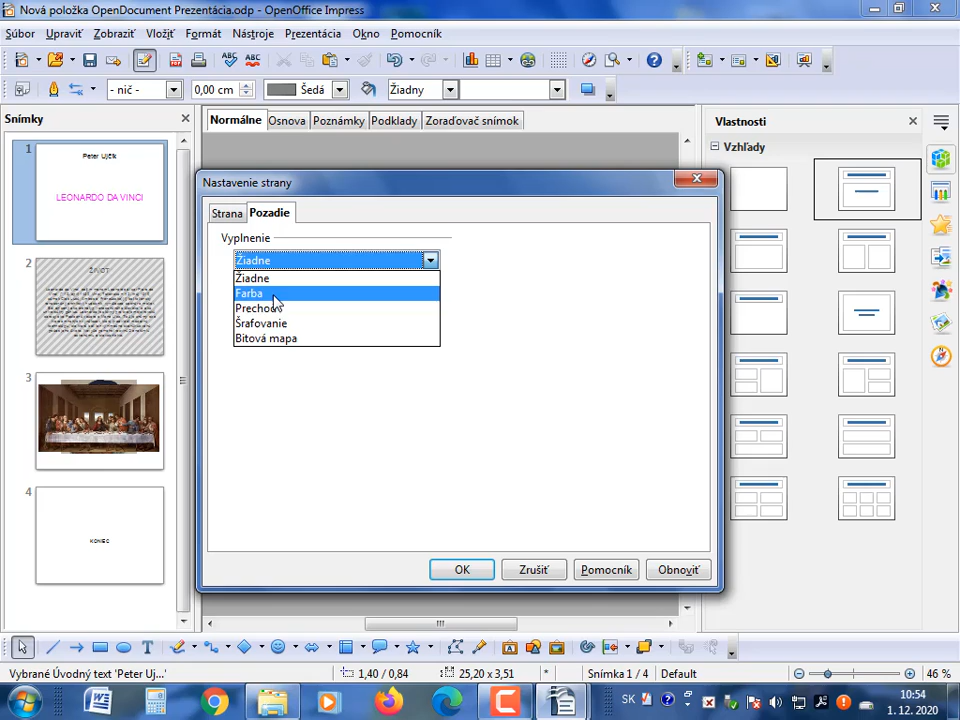 Nová položka OpenDocument Prezentácia.odp - OpenOffice Impress
Súbor Upraviť Zobraziť Vložiť Formát Nástroje Prezentácia Okno Pomocník
- nič - 0,00 cm Šedá Žiadny
Snímky
Normálne Osnova Poznámky Podklady Zoraďovač snímok
Vlastnosti
Vzhľady
1
Peter Ujčík
LEONARDO DA VINCI
2
ŽIVOT
3
4
KONIEC
Nastavenie strany
Strana Pozadie
Vyplnenie
Žiadne
Žiadne
Farba
Prechody
Šrafovanie
Bitová mapa
OK Zrušiť Pomocník Obnoviť
Vybrané Úvodný text 'Peter Uj...' 1,40 / 0,84 25,20 x 3,51 * Snímka 1 / 4 Default 46 %
SK 10:54
1. 12. 2020